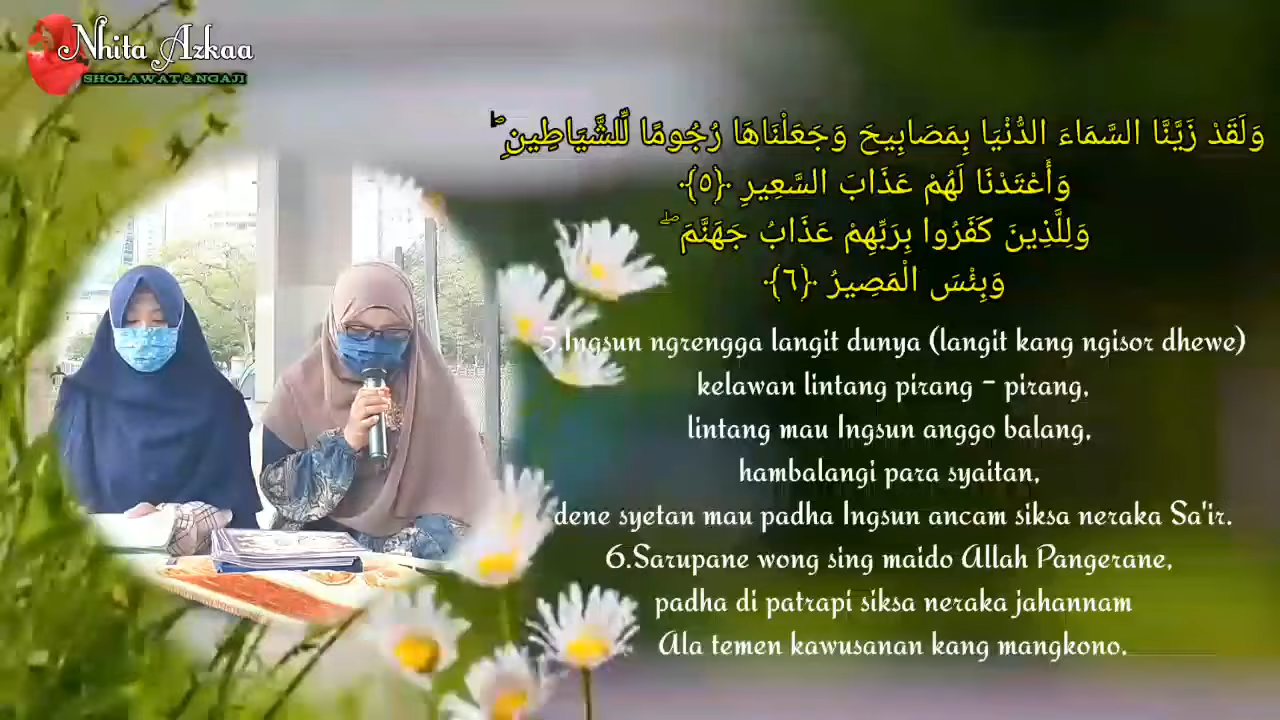 Nhita Azkaa
SHOLAWAT & NGAJI
وَلَقَدْ زَيَّنَّا السَّمَاءَ الدُّنْيَا بِمَصَابِيحَ وَجَعَلْنَاهَا رُجُومًا لِّلشَّيَاطِينِ ۖ
وَأَعْتَدْنَا لَهُمْ عَذَابَ السَّعِيرِ ﴿٥﴾
وَلِلَّذِينَ كَفَرُوا بِرَبِّهِمْ عَذَابُ جَهَنَّمَ ۖ
وَبِئْسَ الْمَصِيرُ ﴿٦﴾
5.Ingsun ngrengga langit dunya (langit kang ngisor dhewe)
kelawan lintang pirang - pirang,
lintang mau Ingsun anggo balang,
hambalangi para syaitan,
dene syetan mau padha Ingsun ancam siksa neraka Sa'ir.
6.Sarupane wong sing maido Allah Pangerane,
padha di patrapi siksa neraka jahannam
Ala temen kawusanan kang mangkono.